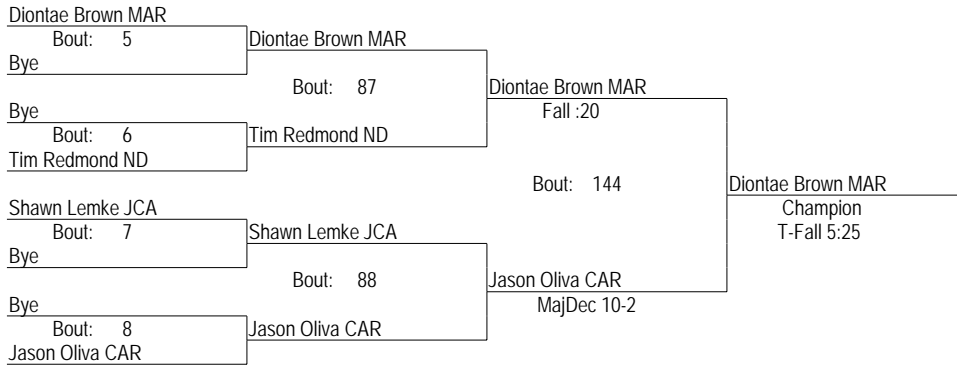 Diontae Brown MAR
Bout: 5
Diontae Brown MAR
Bye
Bout: 87
Diontae Brown MAR
Bye
Fall :20
Bout: 6
Tim Redmond ND
Tim Redmond ND
Bout: 144
Diontae Brown MAR
Shawn Lemke JCA
Champion
Bout: 7
Shawn Lemke JCA
T-Fall 5:25
Bye
Bout: 88
Jason Oliva CAR
Bye
MajDec 10-2
Bout: 8
Jason Oliva CAR
Jason Oliva CAR